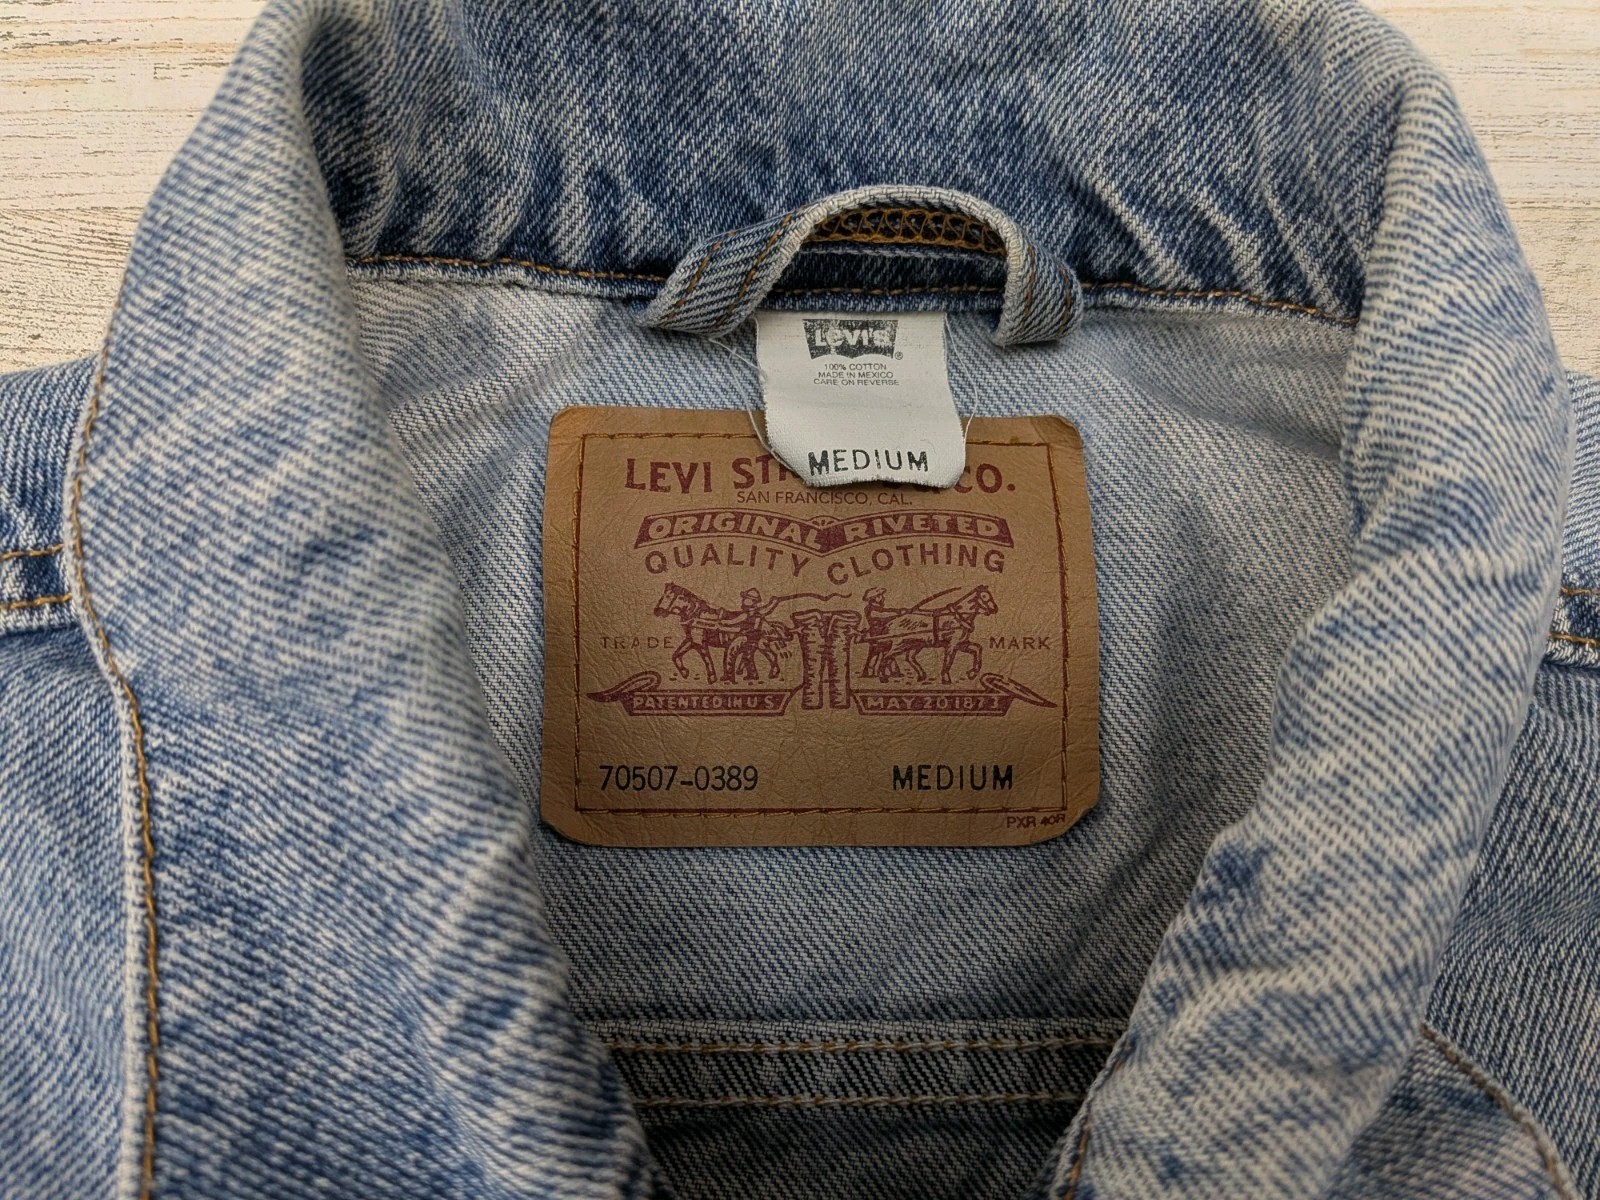 Levi's ®
100% COTTON
MADE IN MEXICO
CARE ON REVERSE
MEDIUM
LEVI CO.
SAN FRANCISCO, CAL.
ORIGINAL RIVETED
QUALITY CLOTHING
TRADE MARK
PATENTED IN U S MAY 20 1873
70507-0389 MEDIUM
PXR 40R